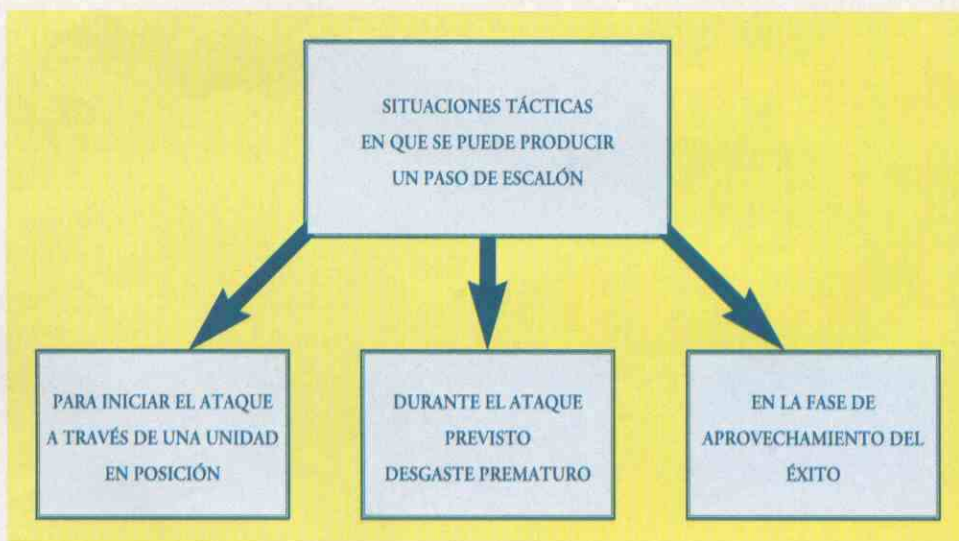 SITUACIONES TÁCTICAS
EN QUE SE PUEDE PRODUCIR
UN PASO DE ESCALÓN
PARA INICIAR EL ATAQUE
A TRAVÉS DE UNA UNIDAD
EN POSICIÓN
DURANTE EL ATAQUE
PREVISTO
DESGASTE PREMATURO
EN LA FASE DE
APROVECHAMIENTO DEL
ÉXITO